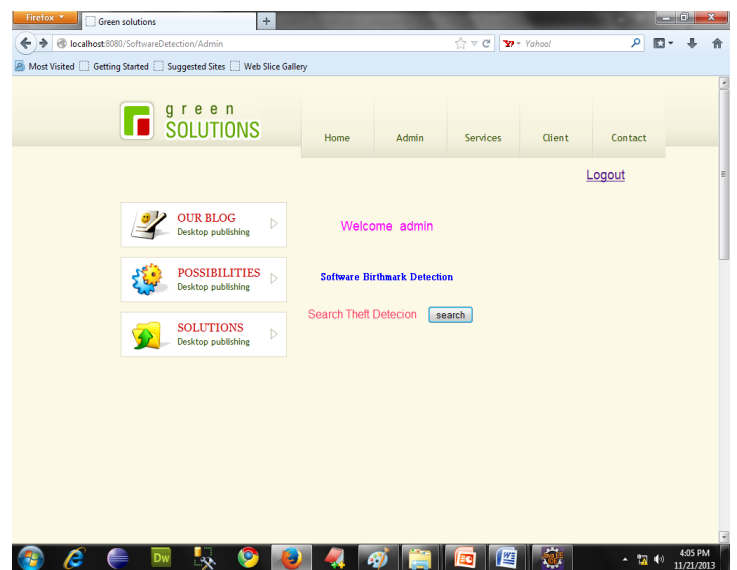 Firefox
Green solutions
localhost:8080/SoftwareDetection/Admin
Yahoo!
Most Visited Getting Started Suggested Sites Web Slice Gallery
green
SOLUTIONS
Home Admin Services Client Contact
Logout
OUR BLOG
Desktop publishing
Welcome admin
POSSIBILITIES
Desktop publishing
Software Birthmark Detection
Search Theft Detecion search
SOLUTIONS
Desktop publishing
Dw
4:05 PM
11/21/2013